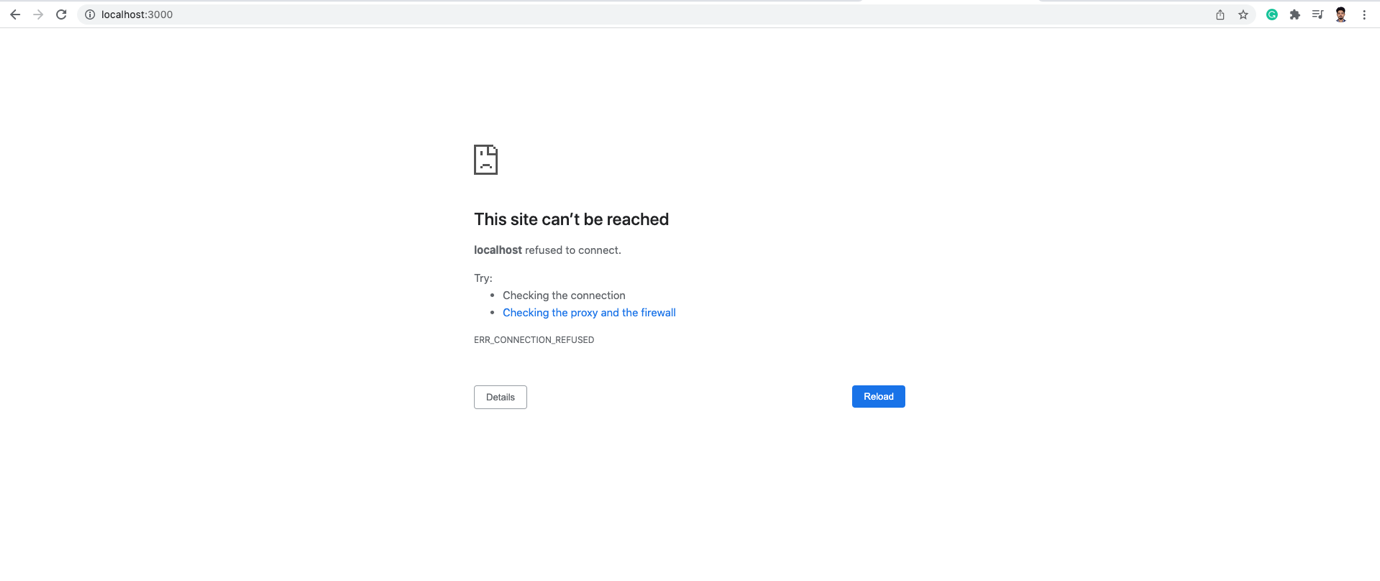 localhost:3000
This site can’t be reached
localhost refused to connect.
Try:
• Checking the connection
• Checking the proxy and the firewall
ERR_CONNECTION_REFUSED
Details
Reload